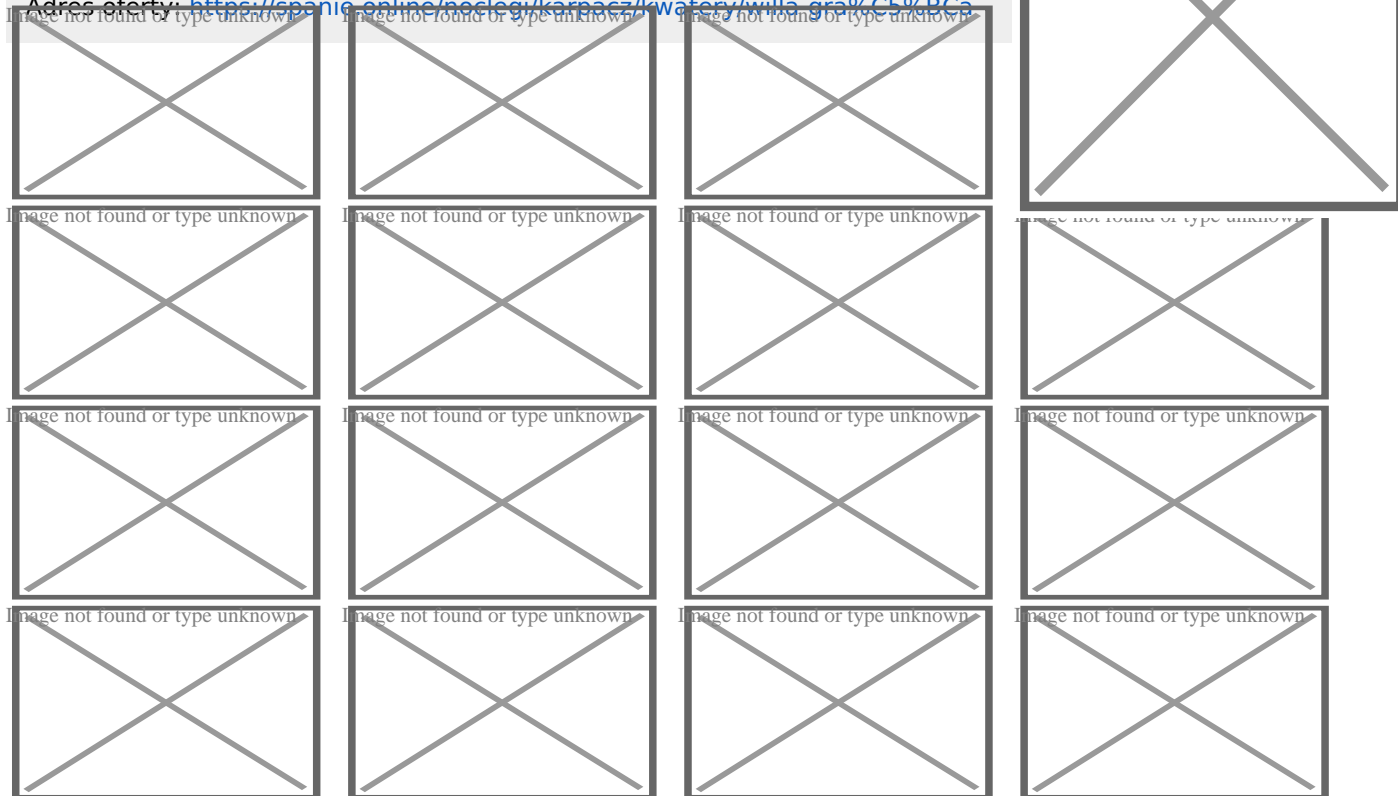 Adres oferty: https://spanie.online/noclegi/karpacz/kwatery/willa-gra%C5%BCa
Image not found or type unknown Image not found or type unknown Image not found or type unknown
Image not found or type unknown Image not found or type unknown Image not found or type unknown Image not found or type unknown
Image not found or type unknown Image not found or type unknown Image not found or type unknown Image not found or type unknown
Image not found or type unknown Image not found or type unknown Image not found or type unknown Image not found or type unknown